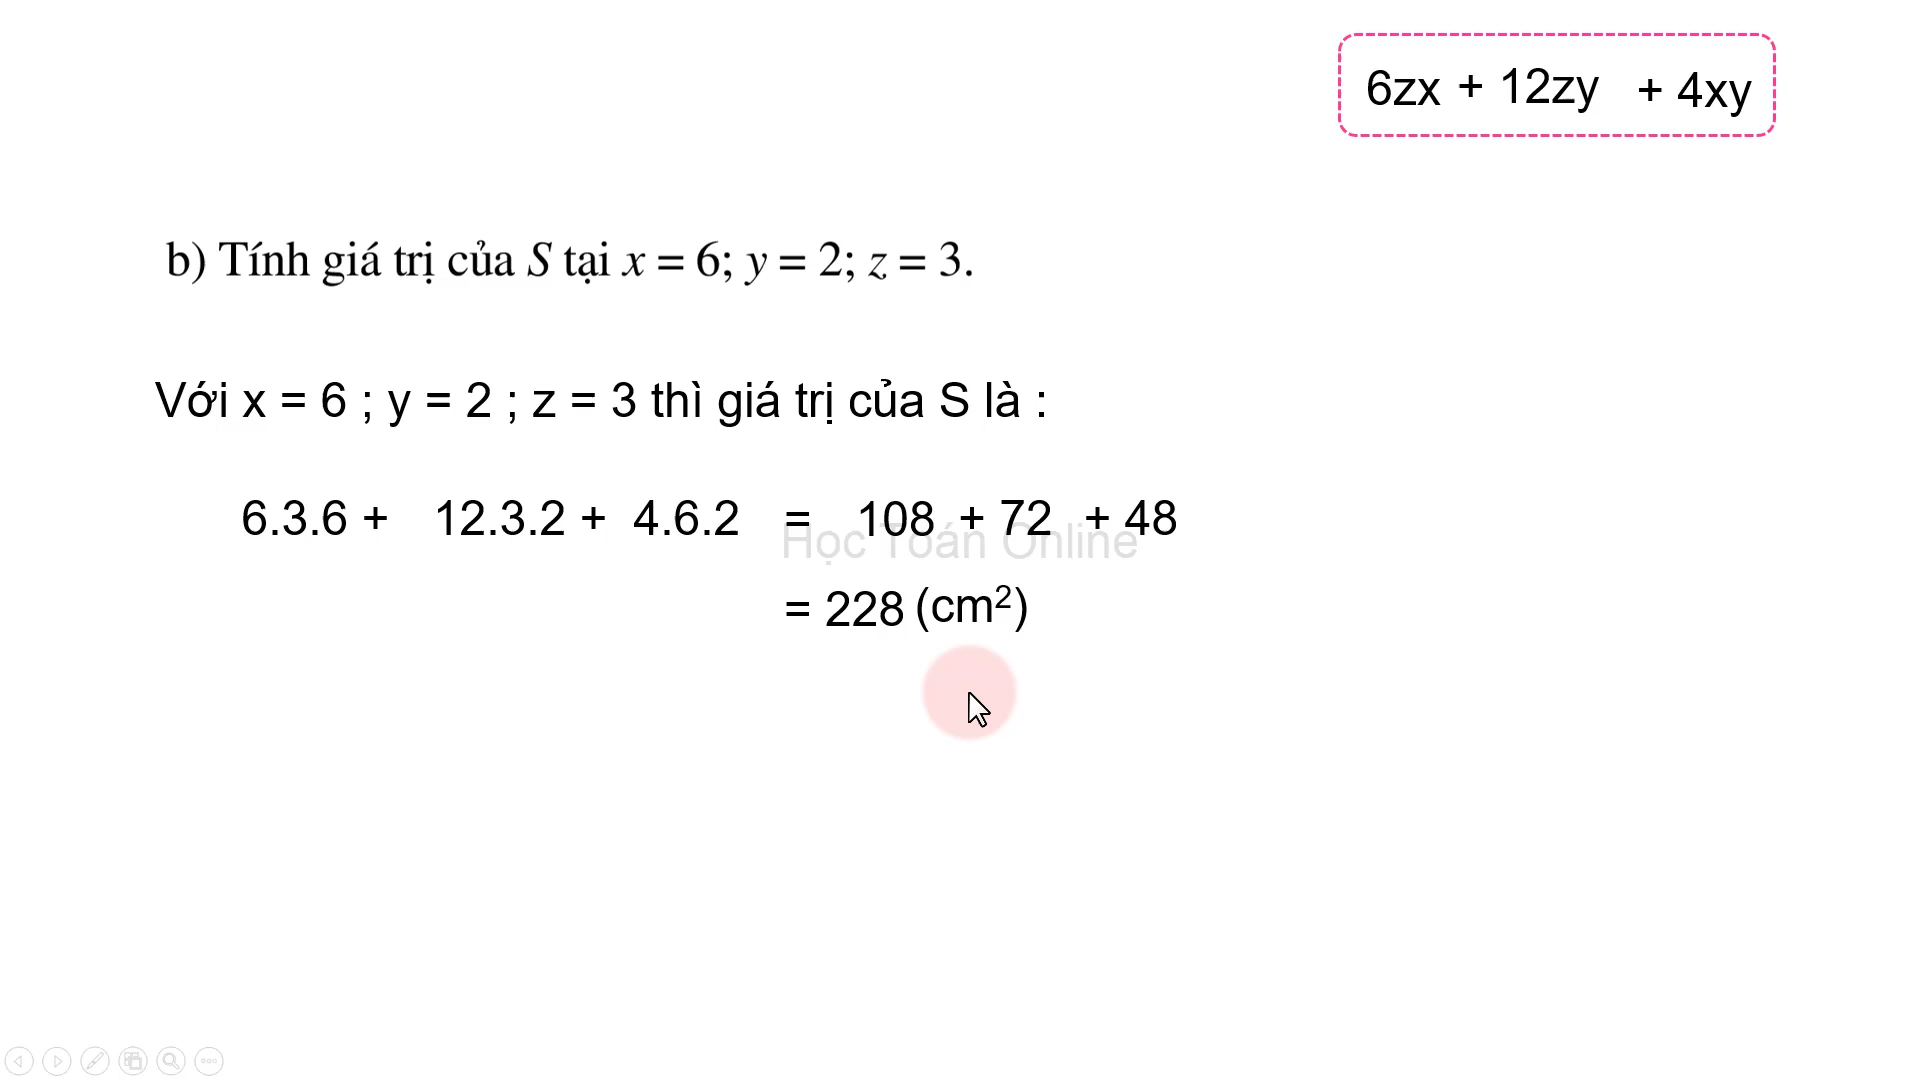 6zx + 12zy + 4xy
b) Tính giá trị của S tại x = 6; y = 2; z = 3.
Với x = 6 ; y = 2 ; z = 3 thì giá trị của S là :
6.3.6 + 12.3.2 + 4.6.2 = 108 + 72 + 48
Học Toán Online
= 228 (cm²)